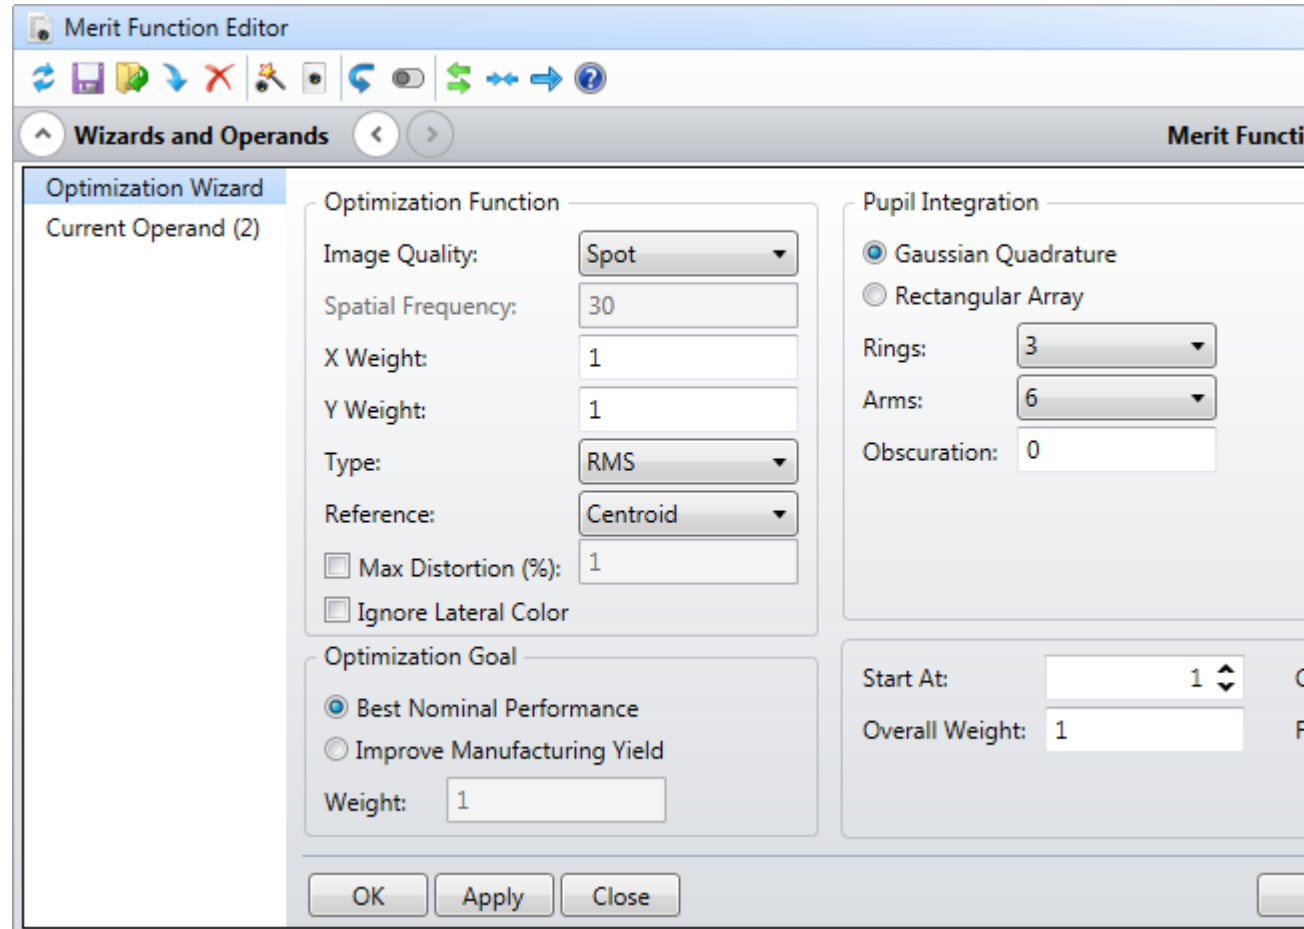 Merit Function Editor
Wizards and Operands
Merit Functi
Optimization Wizard
Current Operand (2)
Optimization Function
Image Quality: Spot
Spatial Frequency: 30
X Weight: 1
Y Weight: 1
Type: RMS
Reference: Centroid
Max Distortion (%): 1
Ignore Lateral Color
Optimization Goal
Best Nominal Performance
Improve Manufacturing Yield
Weight: 1
Pupil Integration
Gaussian Quadrature
Rectangular Array
Rings: 3
Arms: 6
Obscuration: 0
Start At: 1
Overall Weight: 1
OK Apply Close